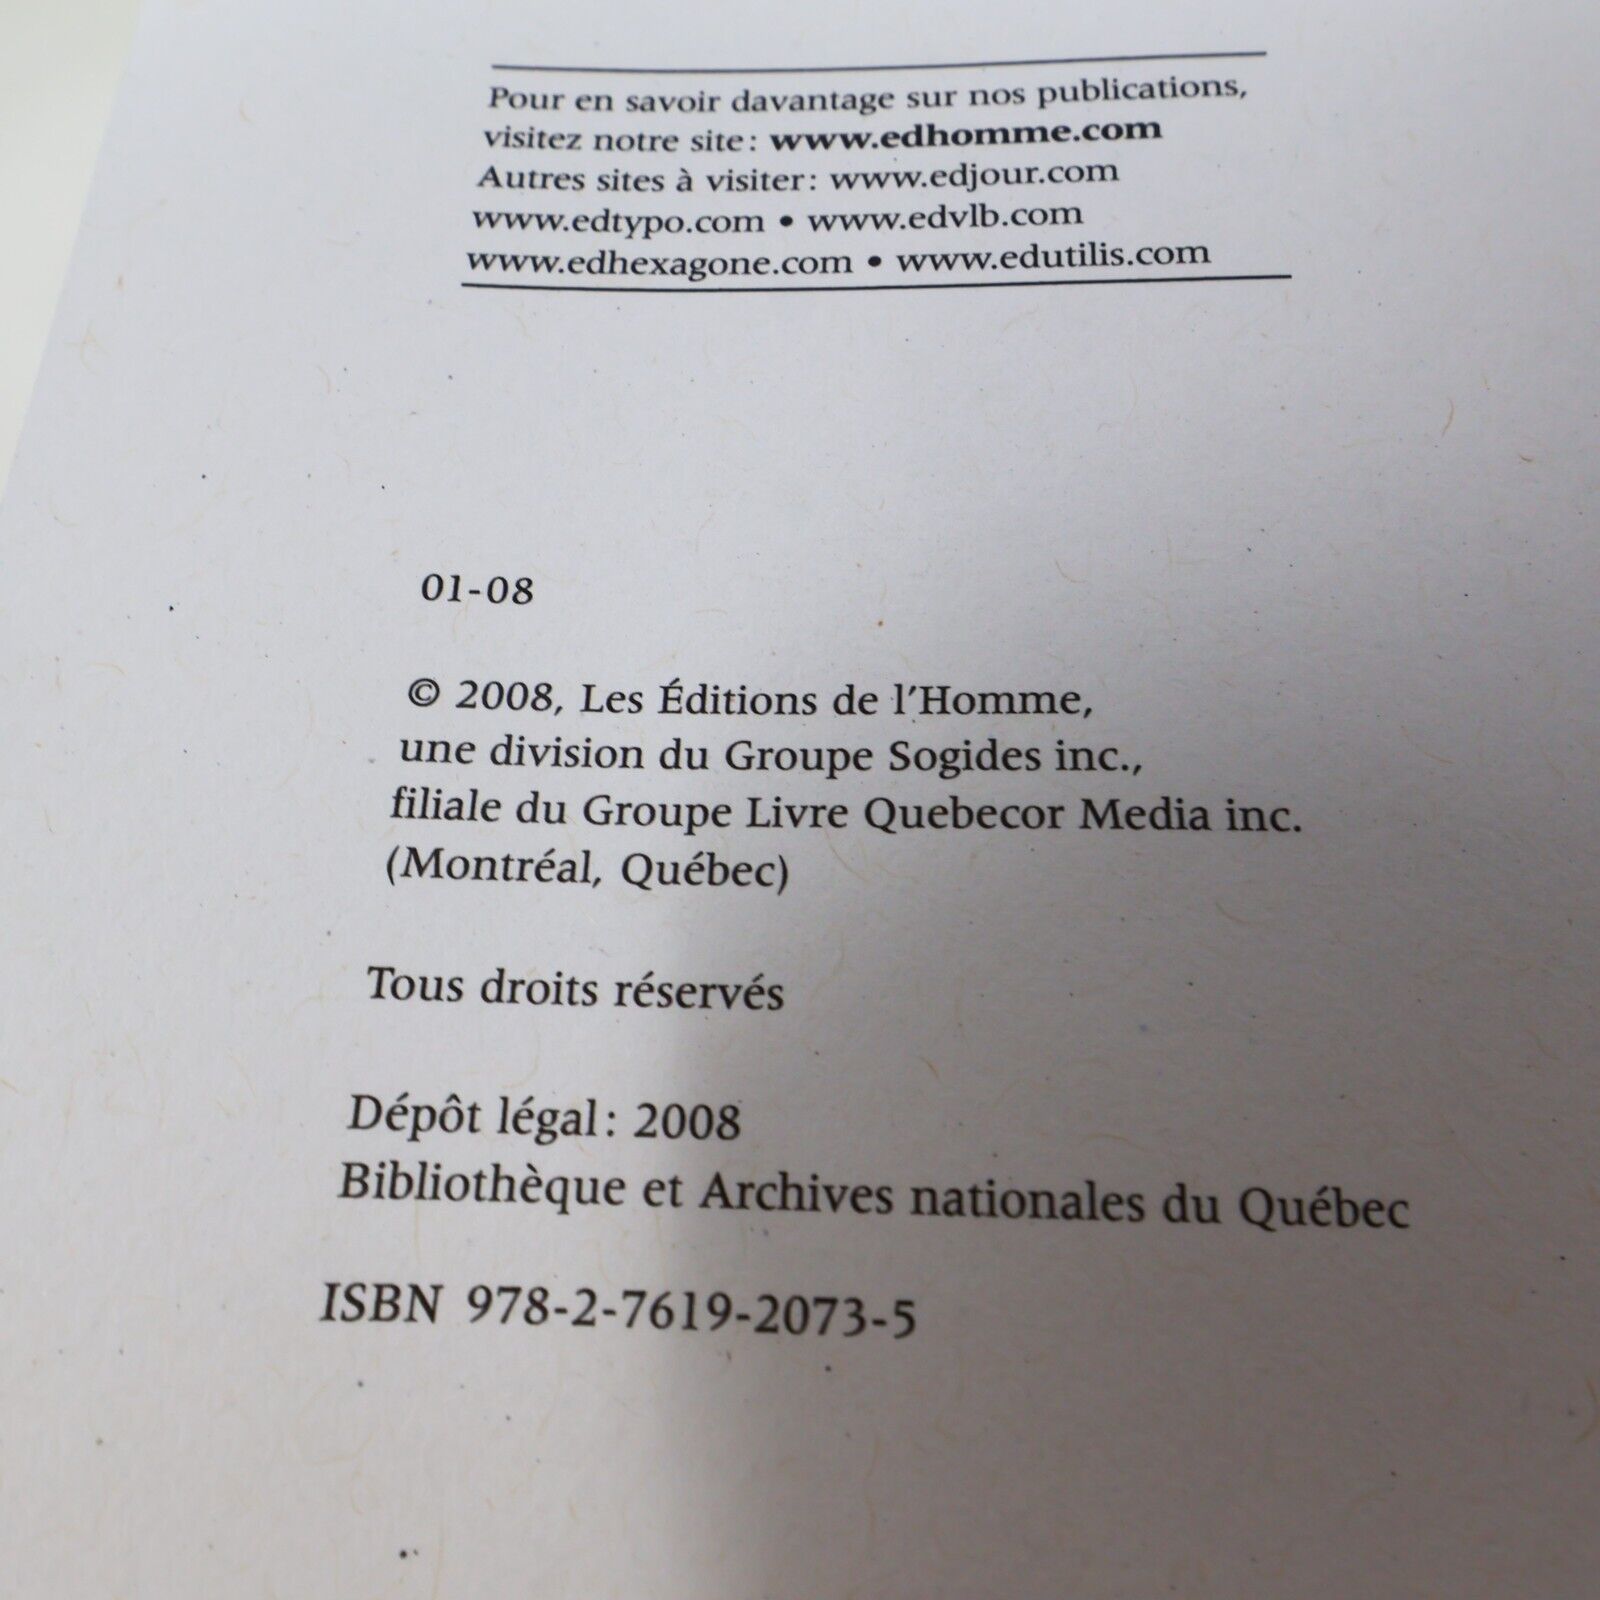 Pour en savoir davantage sur nos publications,
visitez notre site : www.edhomme.com
Autres sites à visiter : www.edjour.com
www.edtypo.com • www.edvlb.com
www.edhexagone.com • www.edutilis.com
01-08
© 2008, Les Éditions de l'Homme,
une division du Groupe Sogides inc.,
filiale du Groupe Livre Quebecor Media inc.
(Montréal, Québec)
Tous droits réservés
Dépôt légal : 2008
Bibliothèque et Archives nationales du Québec
ISBN 978-2-7619-2073-5